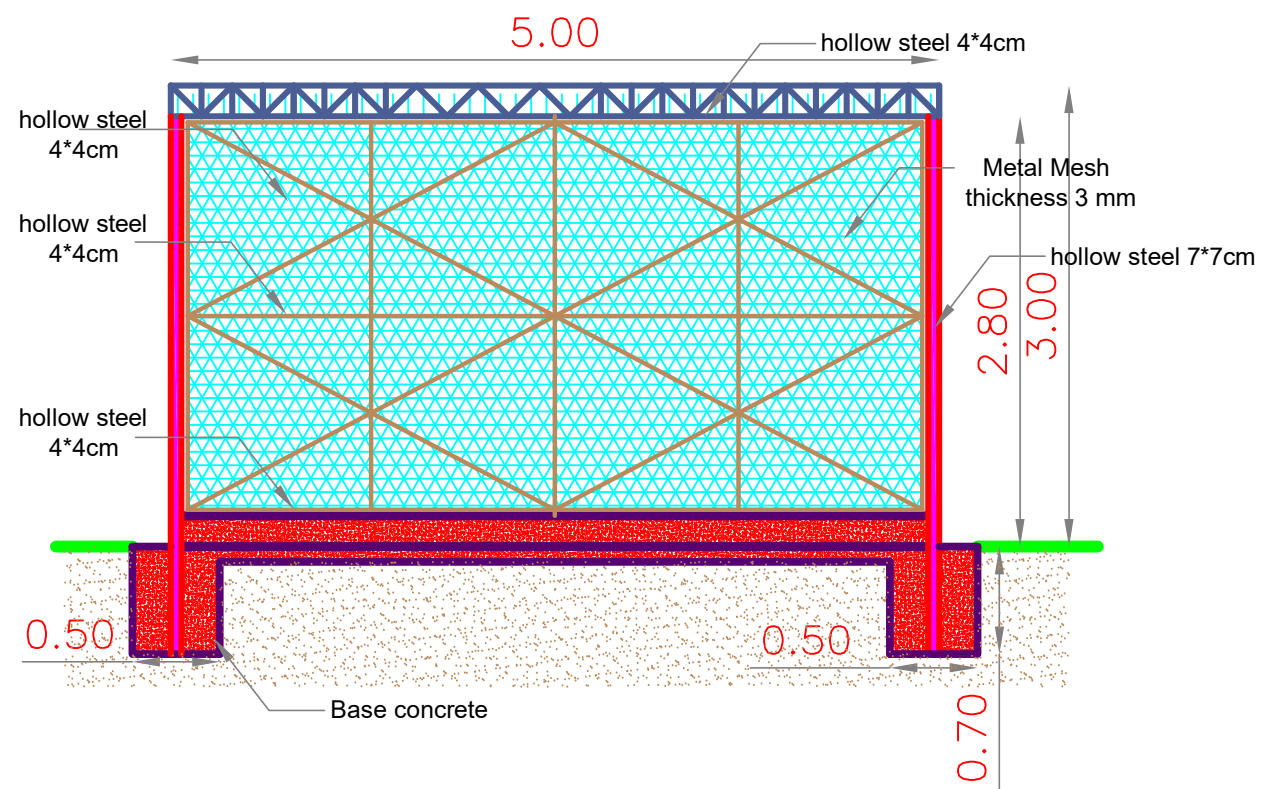 5.00
hollow steel 4*4cm
hollow steel
4*4cm
Metal Mesh
thickness 3 mm
hollow steel
4*4cm
hollow steel 7*7cm
2.80
3.00
hollow steel
4*4cm
0.50
0.50
Base concrete
0.70